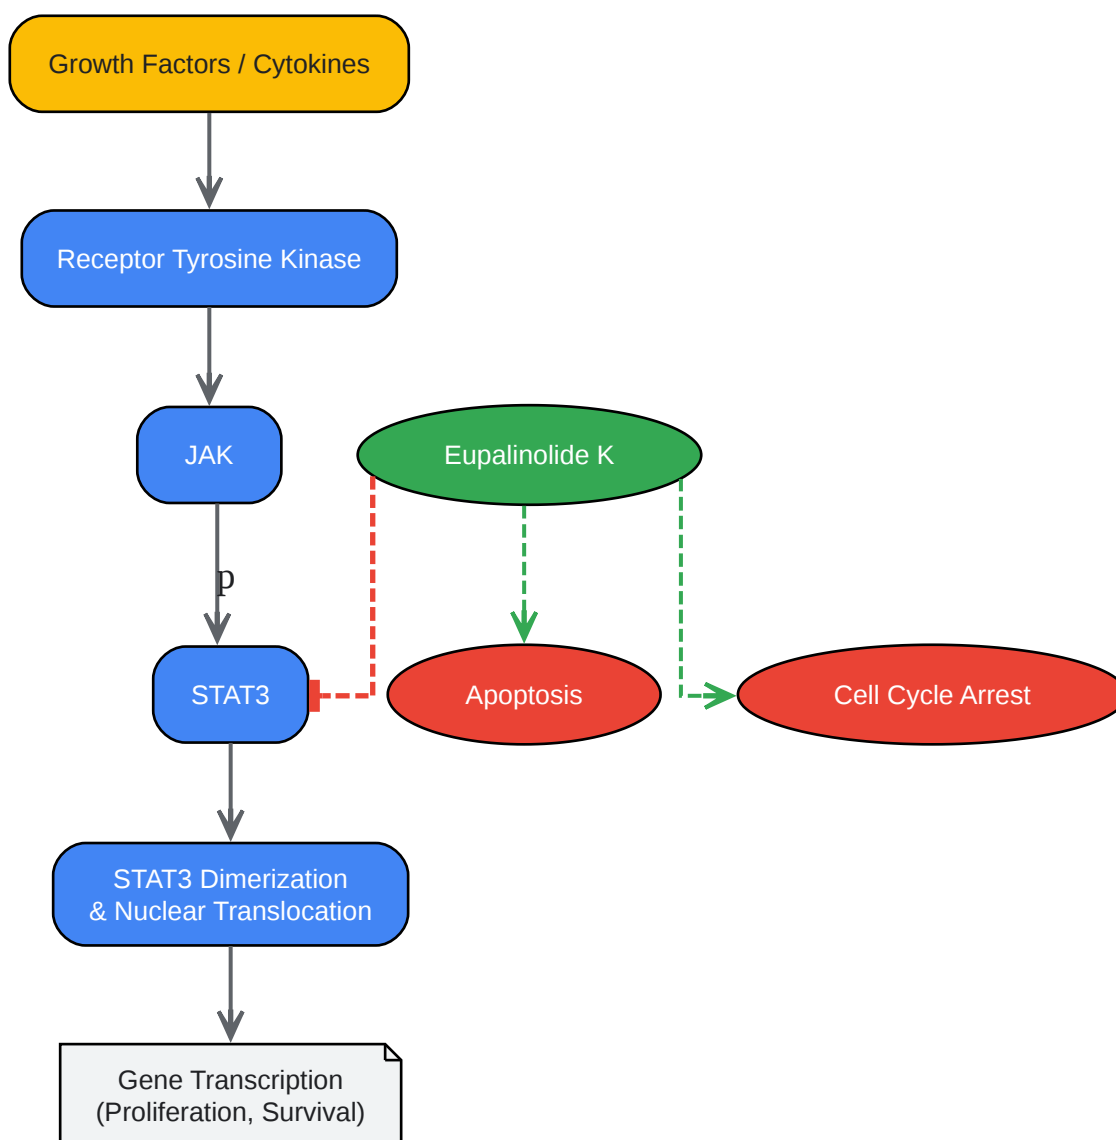 Growth Factors / Cytokines
Receptor Tyrosine Kinase
JAK
Eupalinolide K
p
STAT3
Apoptosis
Cell Cycle Arrest
STAT3 Dimerization
& Nuclear Translocation
Gene Transcription
(Proliferation, Survival)